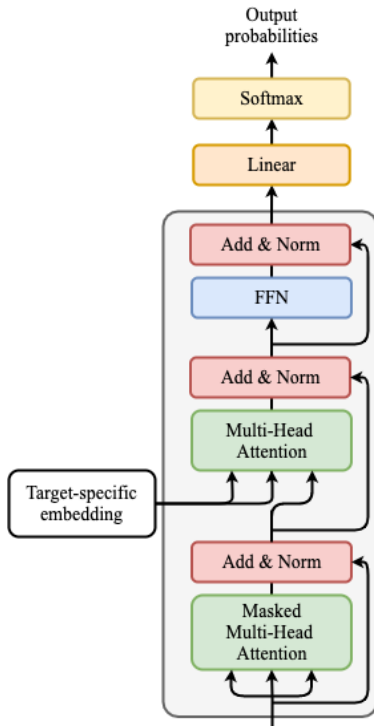 Output
probabilities
Softmax
Linear
Add & Norm
FFN
Add & Norm
Multi-Head
Attention
Target-specific
embedding
Add & Norm
Masked
Multi-Head
Attention